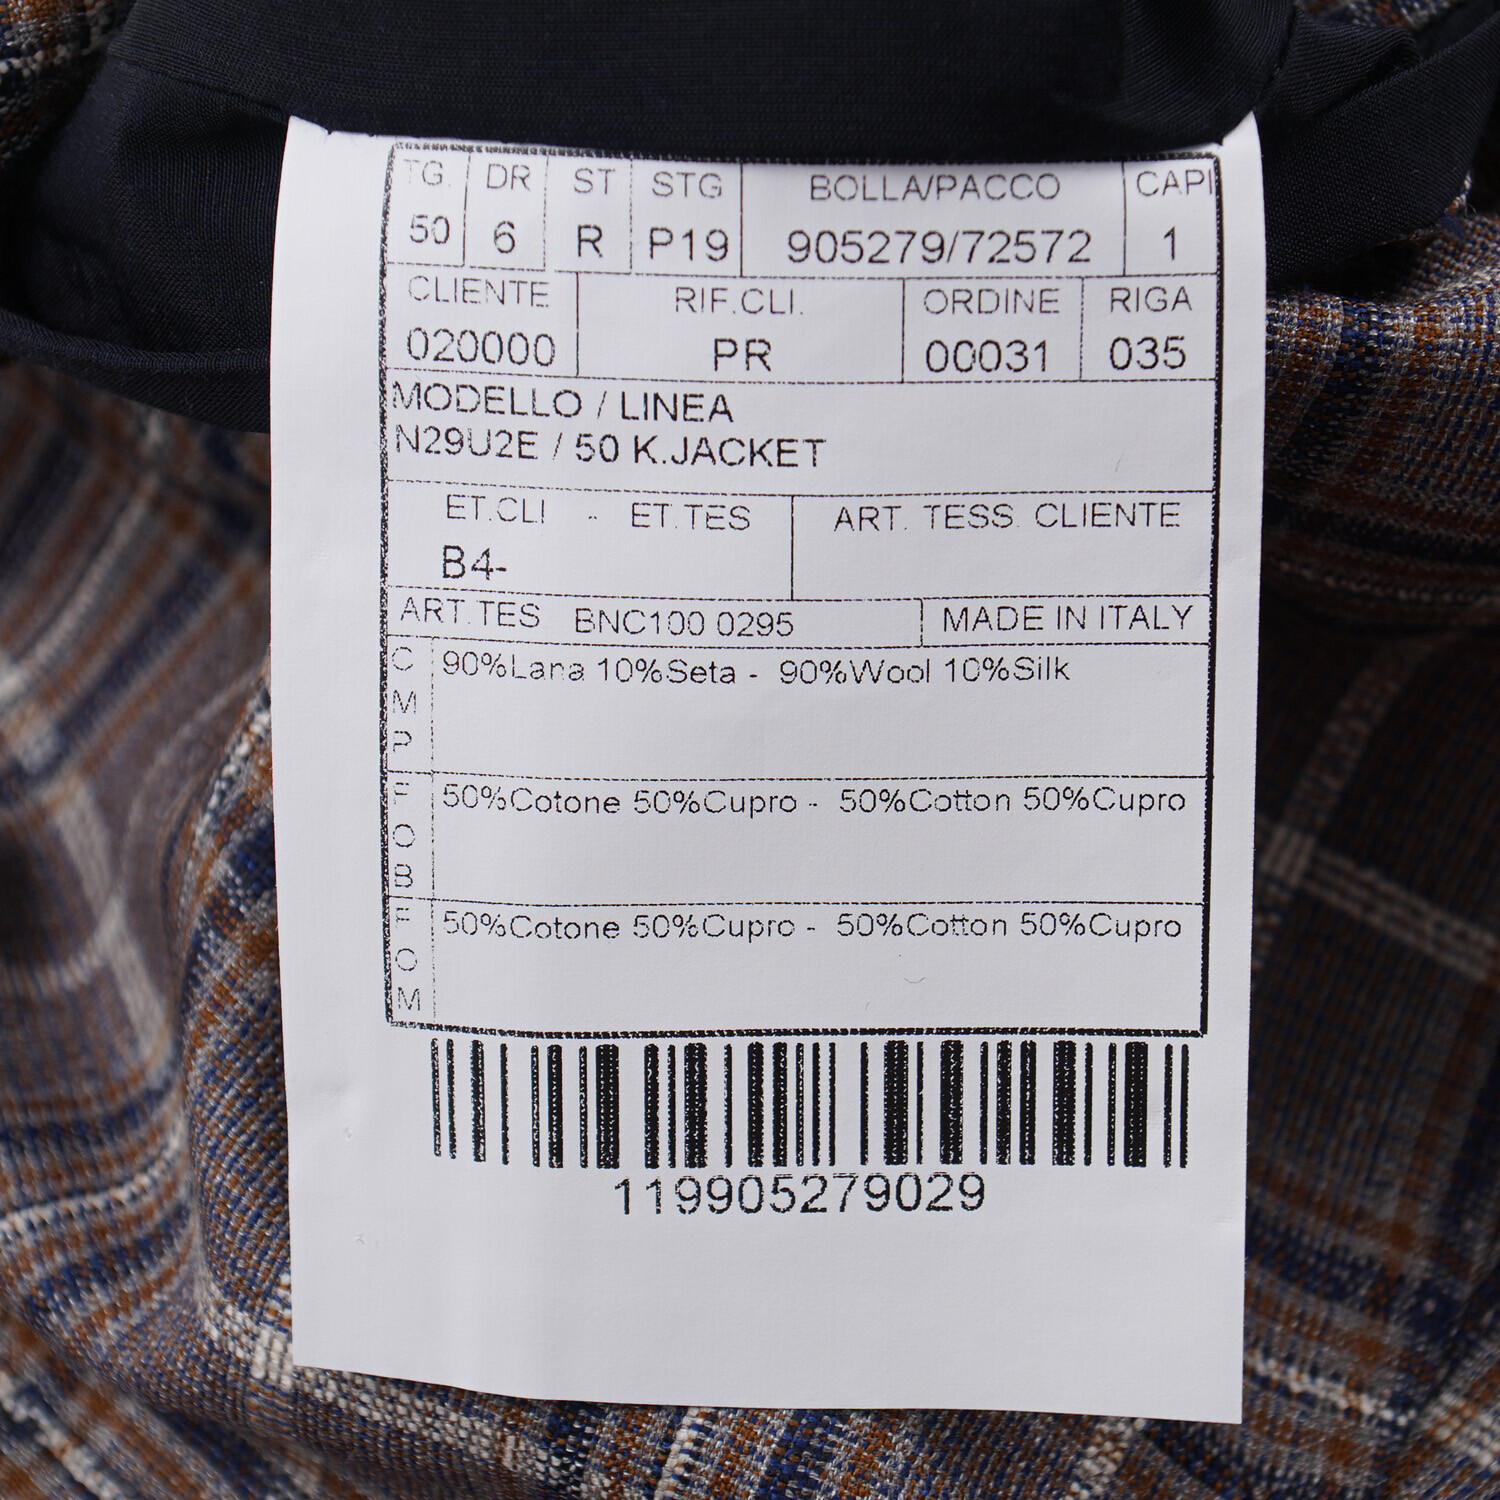 TG. DR ST STG BOLLA/PACCO CAPI
50 6 R P19 905279/72572 1
CLIENTE RIF.CLI. ORDINE RIGA
020000 PR 00031 035
MODELLO / LINEA
N29U2E / 50 K.JACKET
ET.CLI - ET.TES ART. TESS. CLIENTE
B4-
ART.TES BNC100 0295 MADE IN ITALY
CMP 90%Lana 10%Seta - 90%Wool 10%Silk
FOB 50%Cotone 50%Cupro - 50%Cotton 50%Cupro
FOM 50%Cotone 50%Cupro - 50%Cotton 50%Cupro
119905279029